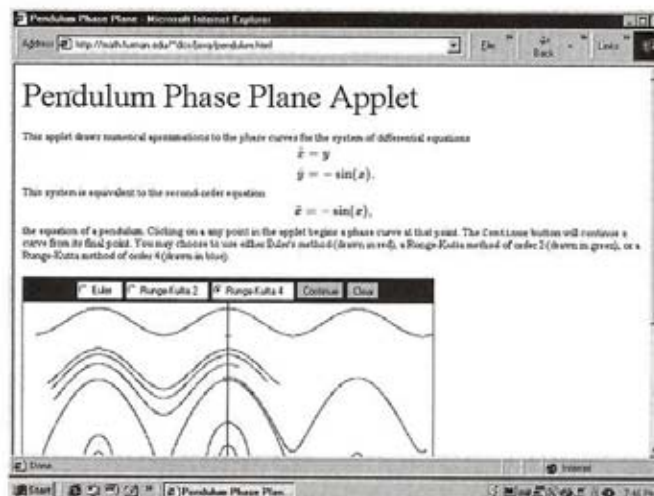 Pendulum Phase Plane - Microsoft Internet Explorer
Address
Back
Links
Pendulum Phase Plane Applet
This applet draws numerical aproximations to the phase curves for the system of differential equations
ẋ = y
ẏ = − sin(x).
This system is equivalent to the second-order equation
ẍ = − sin(x),
the equation of a pendulum. Clicking on any point in the applet begins a phase curve at that point. The Continue button will continue a
curve from its final point. You may choose to use either Euler's method (drawn in red), a Runge-Kutta method of order 2 (drawn in green), or a
Runge-Kutta method of order 4 (drawn in blue).
Euler Runge-Kutta 2 Runge-Kutta 4 Continue Clear
Done
Internet
Start Pendulum Phase Plan...